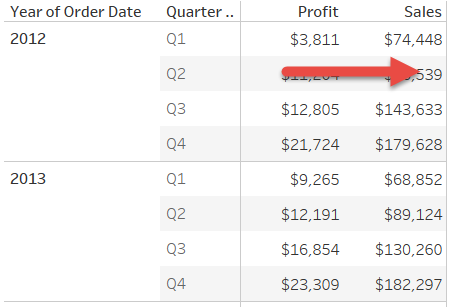 Year of Order Date Quarter .. Profit Sales
2012 Q1 $3,811 $74,448
Q2
Q3 $12,805 $143,633
Q4 $21,724 $179,628
2013 Q1 $9,265 $68,852
Q2 $12,191 $89,124
Q3 $16,854 $130,260
Q4 $23,309 $182,297